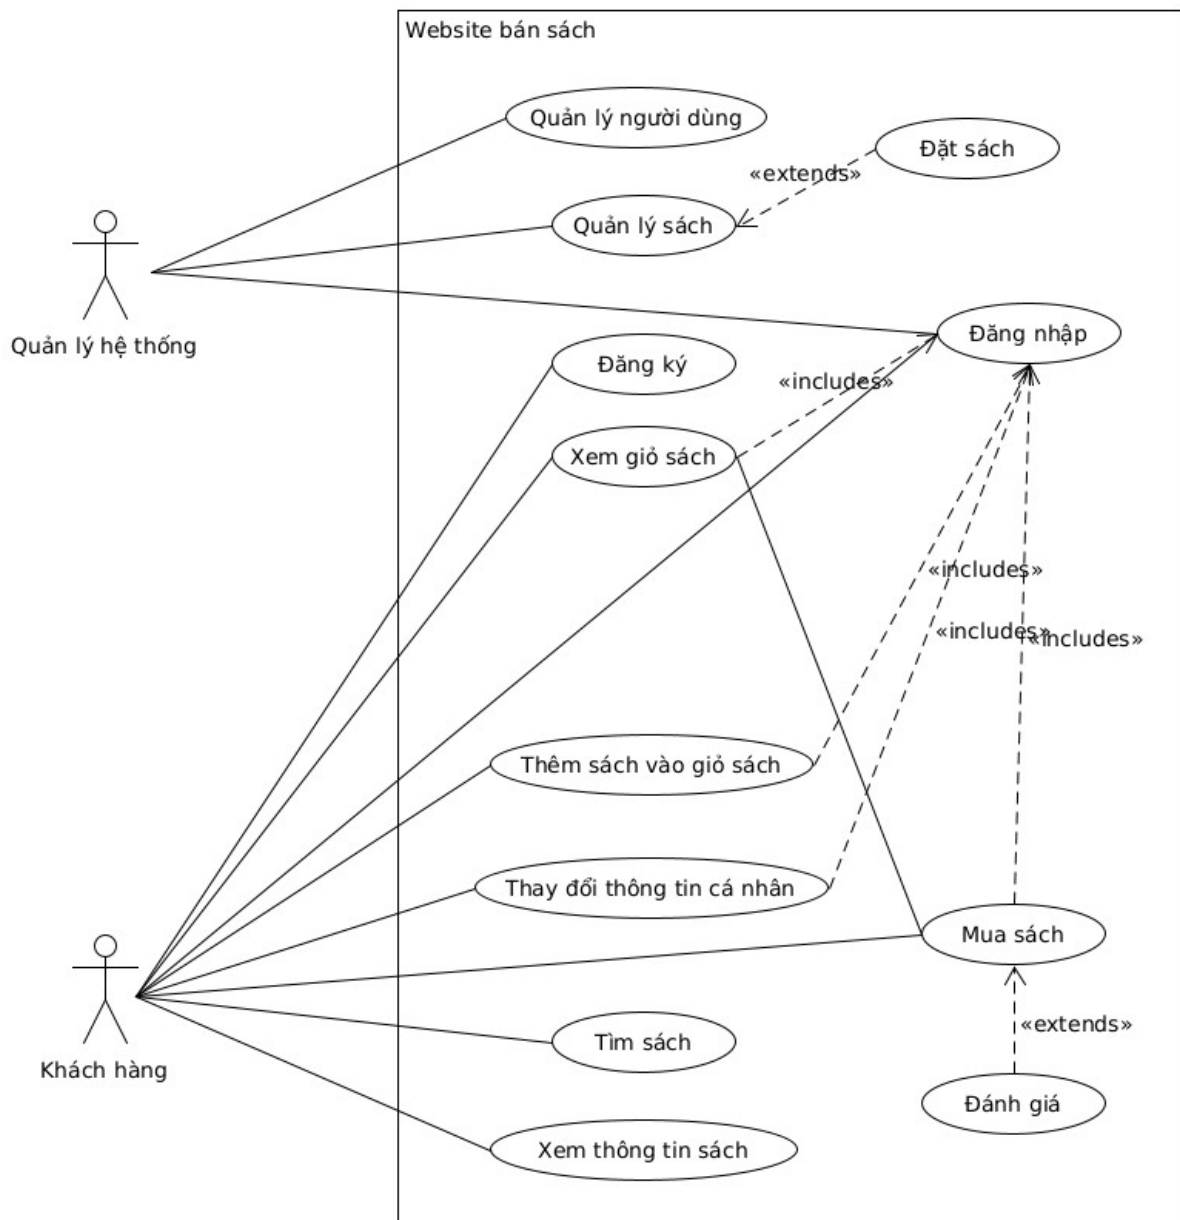 Website bán sách
Quản lý người dùng
Đặt sách
«extends»
Quản lý sách
Quản lý hệ thống
Đăng nhập
Đăng ký
«includes»
Xem giỏ sách
«includes»
«includes»
«includes»
Thêm sách vào giỏ sách
Thay đổi thông tin cá nhân
Mua sách
«extends»
Tìm sách
Khách hàng
Đánh giá
Xem thông tin sách